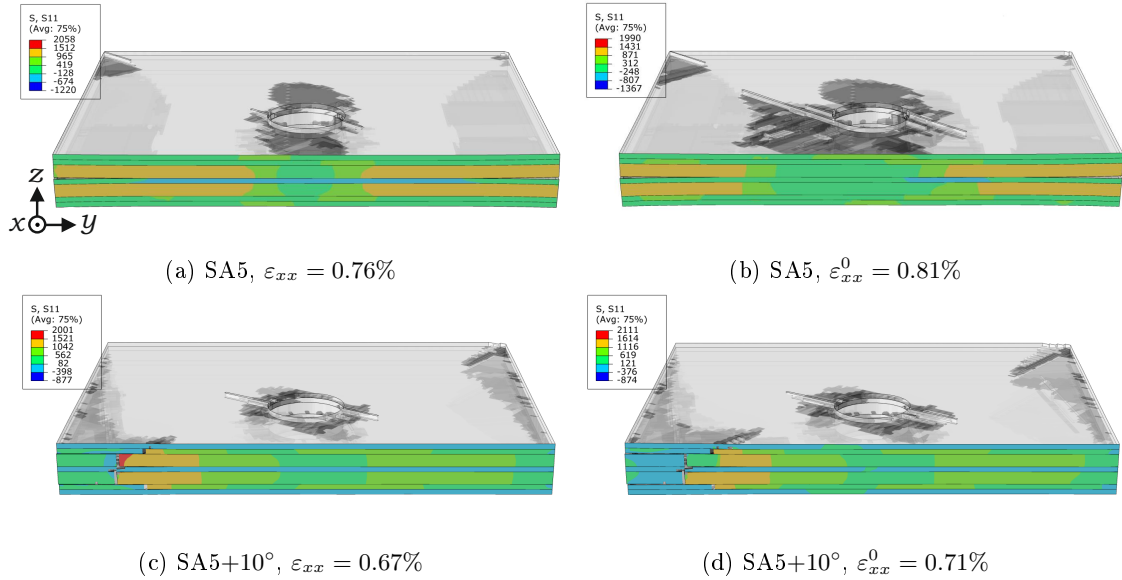 S, S11
(Avg: 75%)
2058
1512
965
419
-128
-674
-1220
S, S11
(Avg: 75%)
1990
1431
871
312
-248
-807
-1367
z
x y
(a) SA5, εxx = 0.76%
(b) SA5, ε⁰xx = 0.81%
S, S11
(Avg: 75%)
2001
1521
1042
562
82
-398
-877
S, S11
(Avg: 75%)
2111
1614
1116
619
121
-376
-874
(c) SA5+10°, εxx = 0.67%
(d) SA5+10°, ε⁰xx = 0.71%